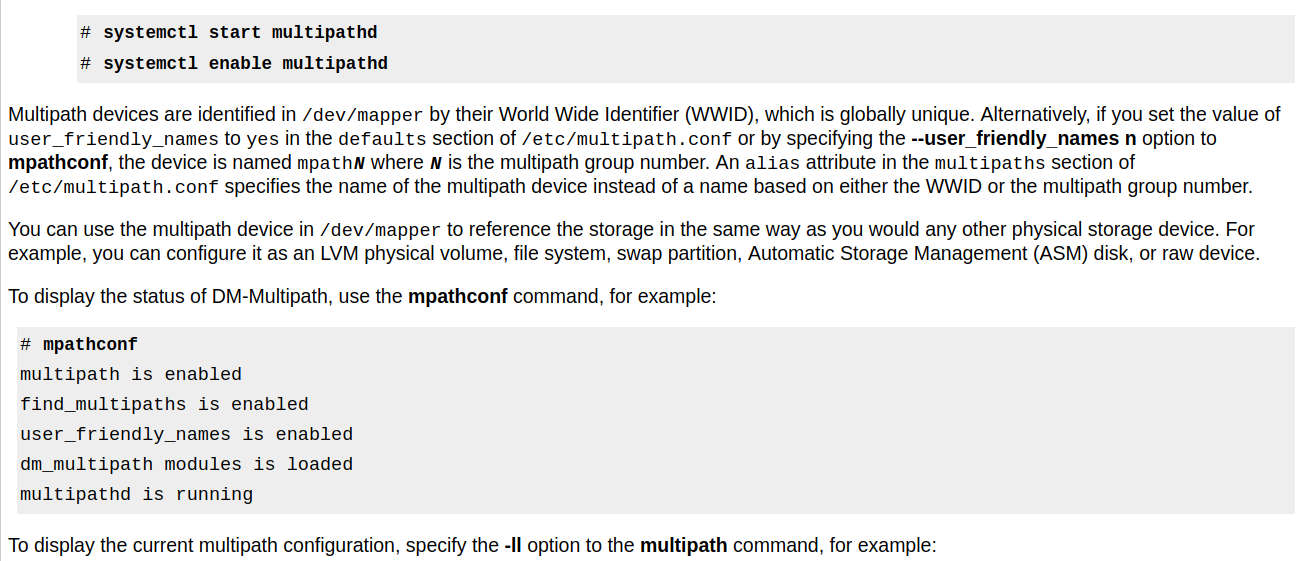 # systemctl start multipathd
# systemctl enable multipathd
Multipath devices are identified in /dev/mapper by their World Wide Identifier (WWID), which is globally unique. Alternatively, if you set the value of
user_friendly_names to yes in the defaults section of /etc/multipath.conf or by specifying the --user_friendly_names n option to
mpathconf, the device is named mpathN where N is the multipath group number. An alias attribute in the multipaths section of
/etc/multipath.conf specifies the name of the multipath device instead of a name based on either the WWID or the multipath group number.
You can use the multipath device in /dev/mapper to reference the storage in the same way as you would any other physical storage device. For
example, you can configure it as an LVM physical volume, file system, swap partition, Automatic Storage Management (ASM) disk, or raw device.
To display the status of DM-Multipath, use the mpathconf command, for example:
# mpathconf
multipath is enabled
find_multipaths is enabled
user_friendly_names is enabled
dm_multipath modules is loaded
multipathd is running
To display the current multipath configuration, specify the -ll option to the multipath command, for example: